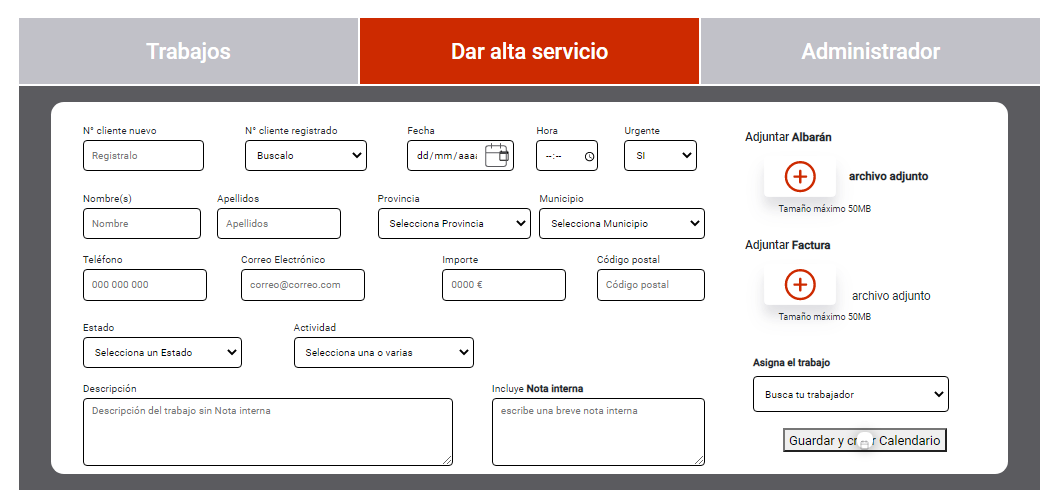 Trabajos
Dar alta servicio
Administrador
N° cliente nuevo
N° cliente registrado
Fecha
Hora
Urgente
Registralo
Buscalo
dd/mm/aaaa
--:--
SI
Adjuntar Albarán
archivo adjunto
Tamaño máximo 50MB
Nombre(s)
Apellidos
Provincia
Municipio
Nombre
Apellidos
Selecciona Provincia
Selecciona Municipio
Adjuntar Factura
archivo adjunto
Tamaño máximo 50MB
Teléfono
Correo Electrónico
Importe
Código postal
000 000 000
correo@correo.com
0000 €
Código postal
Estado
Actividad
Selecciona un Estado
Selecciona una o varias
Asigna el trabajo
Busca tu trabajador
Descripción
Incluye Nota interna
Descripción del trabajo sin Nota interna
escribe una breve nota interna
Guardar y crear Calendario